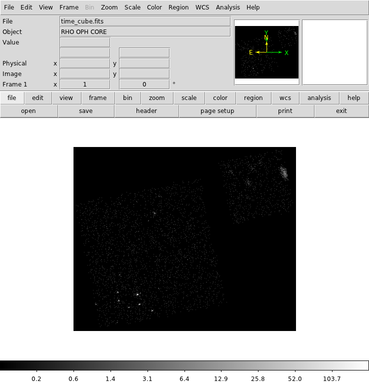 File Edit View Frame Bin Zoom Scale Color Region WCS Analysis Help
File time_cube.fits
Object RHO OPH CORE
Value
N
E X
Physical x y
Image x y
Frame 1 x 1 0 °
file edit view frame bin zoom scale color region wcs analysis help
open save header page setup print exit
0.2 0.6 1.4 3.1 6.4 12.9 25.8 52.0 103.7